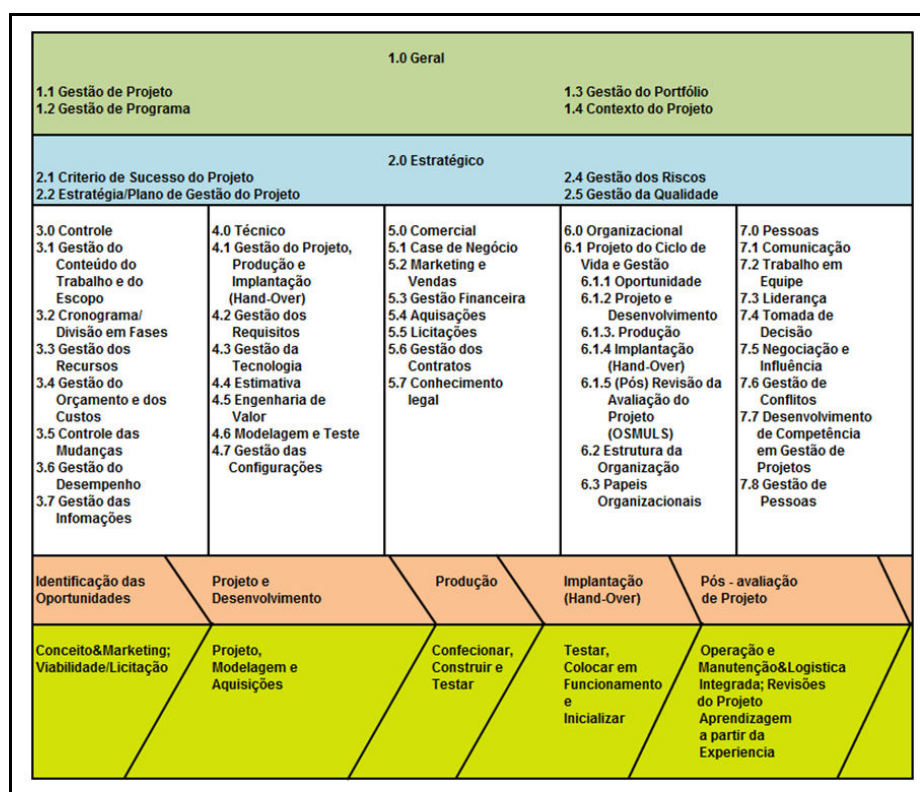 1.0 Geral
1.1 Gestão de Projeto
1.2 Gestão de Programa
1.3 Gestão do Portfólio
1.4 Contexto do Projeto
2.0 Estratégico
2.1 Criterio de Sucesso do Projeto
2.2 Estratégia/Plano de Gestão do Projeto
2.4 Gestão dos Riscos
2.5 Gestão da Qualidade
3.0 Controle
3.1 Gestão do
Conteúdo do
Trabalho e do
Escopo
3.2 Cronograma/
Divisão em Fases
3.3 Gestão dos
Recursos
3.4 Gestão do
Orçamento e dos
Custos
3.5 Controle das
Mudanças
3.6 Gestão do
Desempenho
3.7 Gestão das
Infomações
4.0 Técnico
4.1 Gestão do Projeto,
Produção e
Implantação
(Hand-Over)
4.2 Gestão dos
Requisitos
4.3 Gestão da
Tecnologia
4.4 Estimativa
4.5 Engenharia de
Valor
4.6 Modelagem e Teste
4.7 Gestão das
Configurações
5.0 Comercial
5.1 Case de Negócio
5.2 Marketing e
Vendas
5.3 Gestão Financeira
5.4 Aquisações
5.5 Licitações
5.6 Gestão dos
Contratos
5.7 Conhecimento
legal
6.0 Organizacional
6.1 Projeto do Ciclo de
Vida e Gestão
6.1.1 Oportunidade
6.1.2 Projeto e
Desenvolvimento
6.1.3. Produção
6.1.4 Implantação
(Hand-Over)
6.1.5 (Pós) Revisão da
Avaliação do
Projeto
(OSMULS)
6.2 Estrutura da
Organização
6.3 Papeis
Organizacionais
7.0 Pessoas
7.1 Comunicação
7.2 Trabalho em
Equipe
7.3 Liderança
7.4 Tomada de
Decisão
7.5 Negociação e
Influência
7.6 Gestão de
Conflitos
7.7 Desenvolvimento
de Competência
em Gestão de
Projetos
7.8 Gestão de
Pessoas
Identificação das
Oportunidades
Projeto e
Desenvolvimento
Produção
Implantação
(Hand-Over)
Pós - avaliação
de Projeto
Conceito&Marketing;
Viabilidade/Licitação
Projeto,
Modelagem e
Aquisições
Confecionar,
Construir e
Testar
Testar,
Colocar em
Funcionamento
e
Inicializar
Operação e
Manutenção&Logistica
Integrada; Revisões
do Projeto
Aprendizagem
a partir da
Experiencia